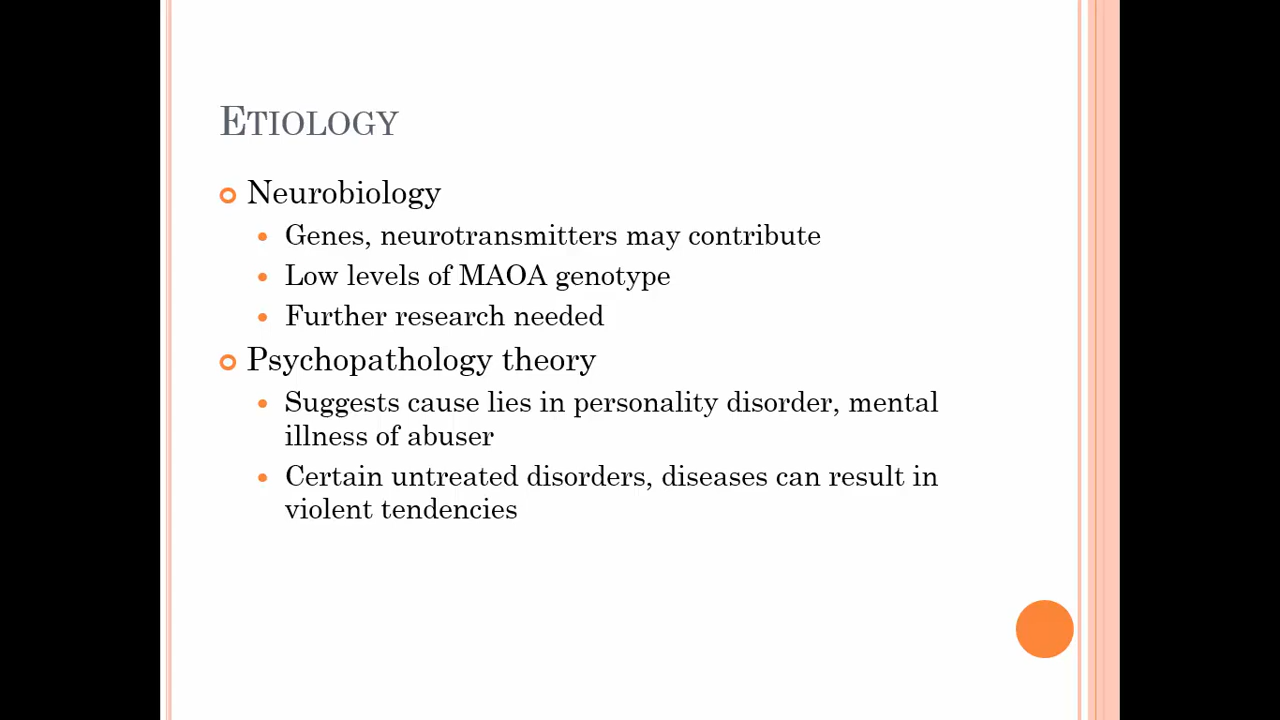 ETIOLOGY
Neurobiology
Genes, neurotransmitters may contribute
Low levels of MAOA genotype
Further research needed
Psychopathology theory
Suggests cause lies in personality disorder, mental
illness of abuser
Certain untreated disorders, diseases can result in
violent tendencies